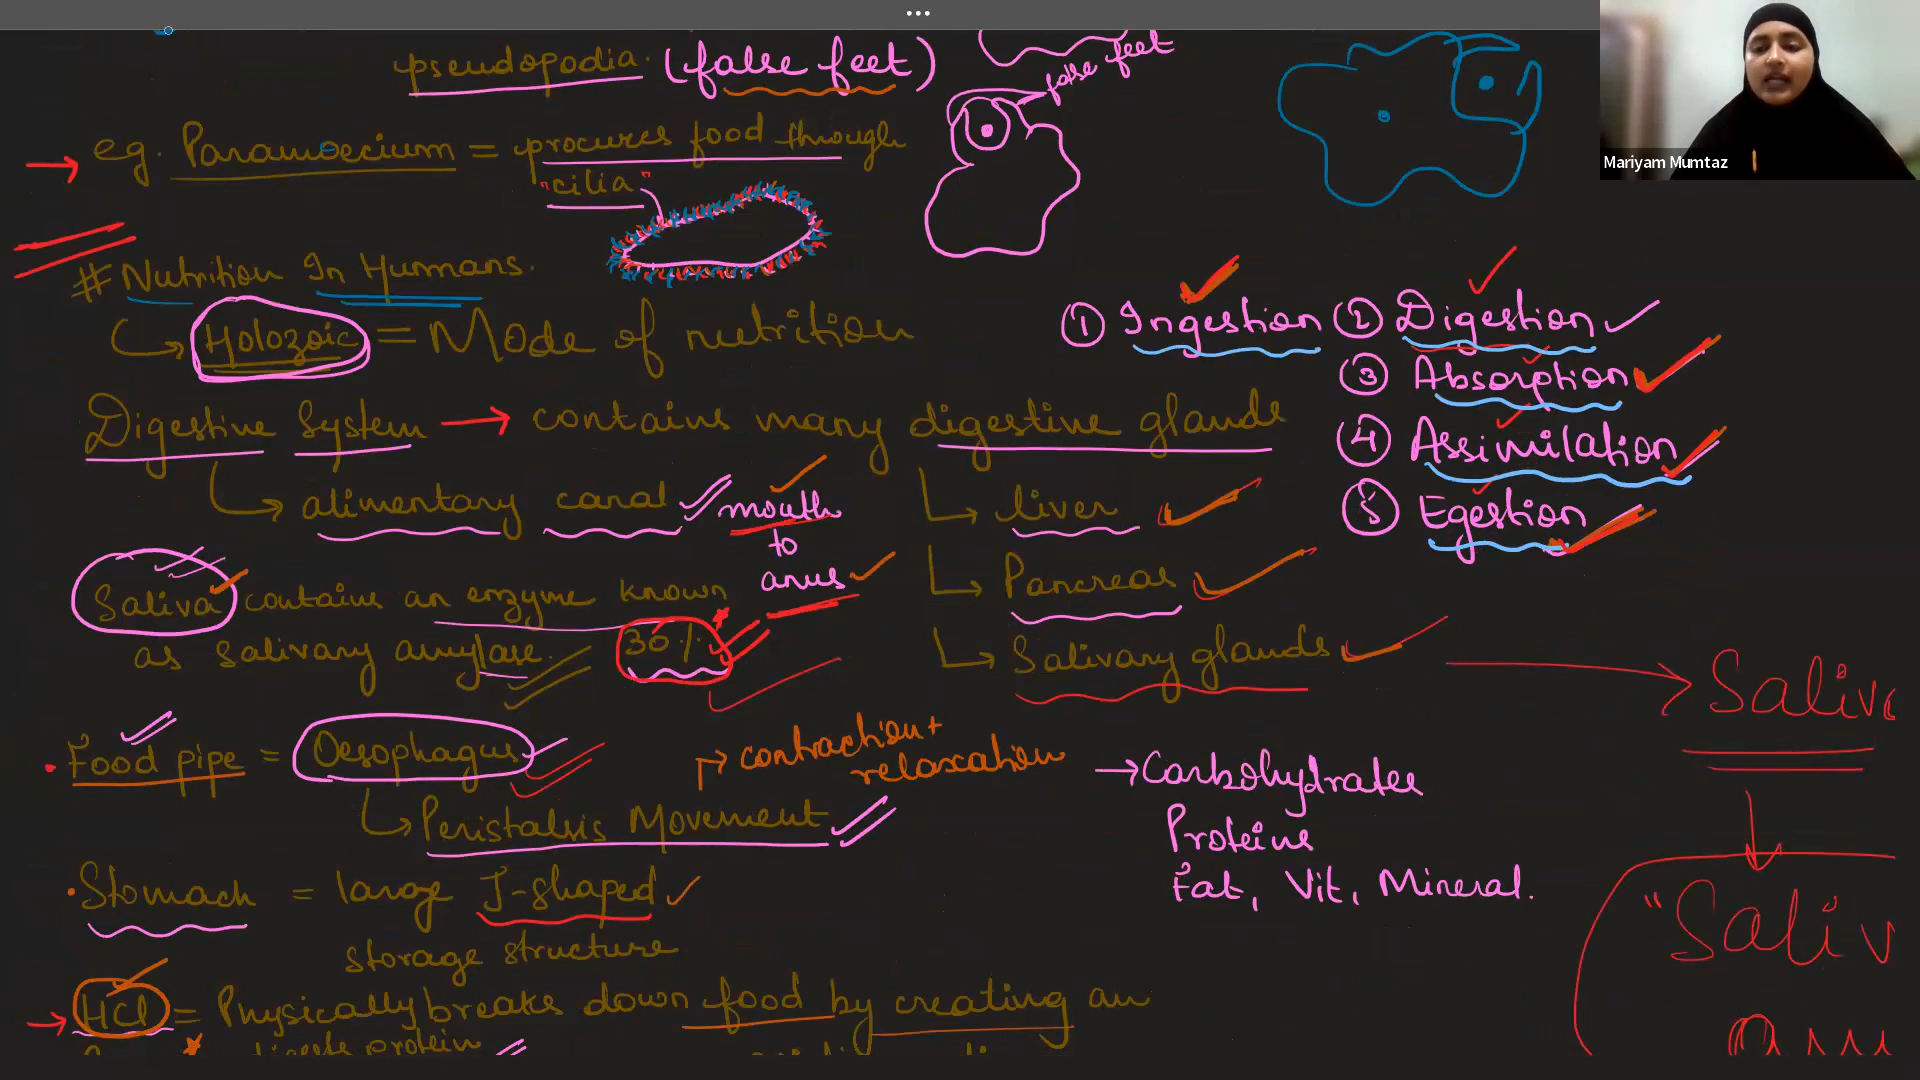 pseudopodia. (false feet)
false feet
eg. Paramoecium = procures food through
"cilia"
# Nutrition In Humans.
Holozoic = Mode of nutrition
① Ingestion ② Digestion
③ Absorption
④ Assimilation
⑤ Egestion
Digestive System → contains many digestive glands
alimentary canal
mouth
to
anus
liver
Pancreas
Salivary glands
Saliva contains an enzyme known
as salivary amylase.
30%
• Food pipe = Oesophagus
Peristalsis Movement
contraction +
relaxation
→ Carbohydrates
Proteins
Fat, Vit, Mineral.
• Stomach = large J-shaped
storage structure
→ HCl = Physically breaks down food by creating an
protein
Mariyam Mumtaz